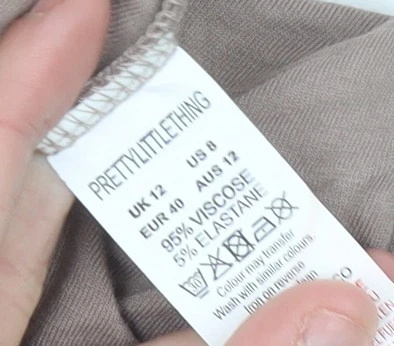 PRETTYLITTLETHING
UK 12 US 8
EUR 40 AUS 12
95% VISCOSE
5% ELASTANE
Colour may transfer
Wash with similar colours.
Iron on reverse
CO